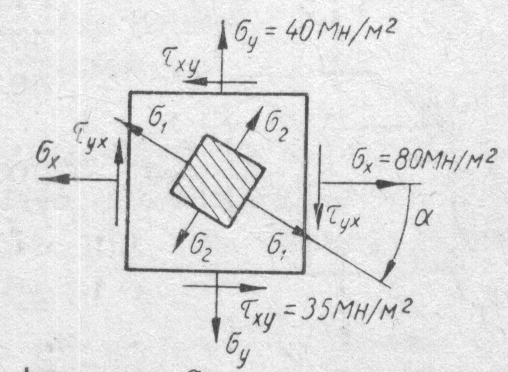 σy = 40 Мн/м²
τxy
σ1
σ2
τyx
σx
σx = 80 Мн/м²
τyx
α
σ2
σ1
τxy = 35 Мн/м²
σy